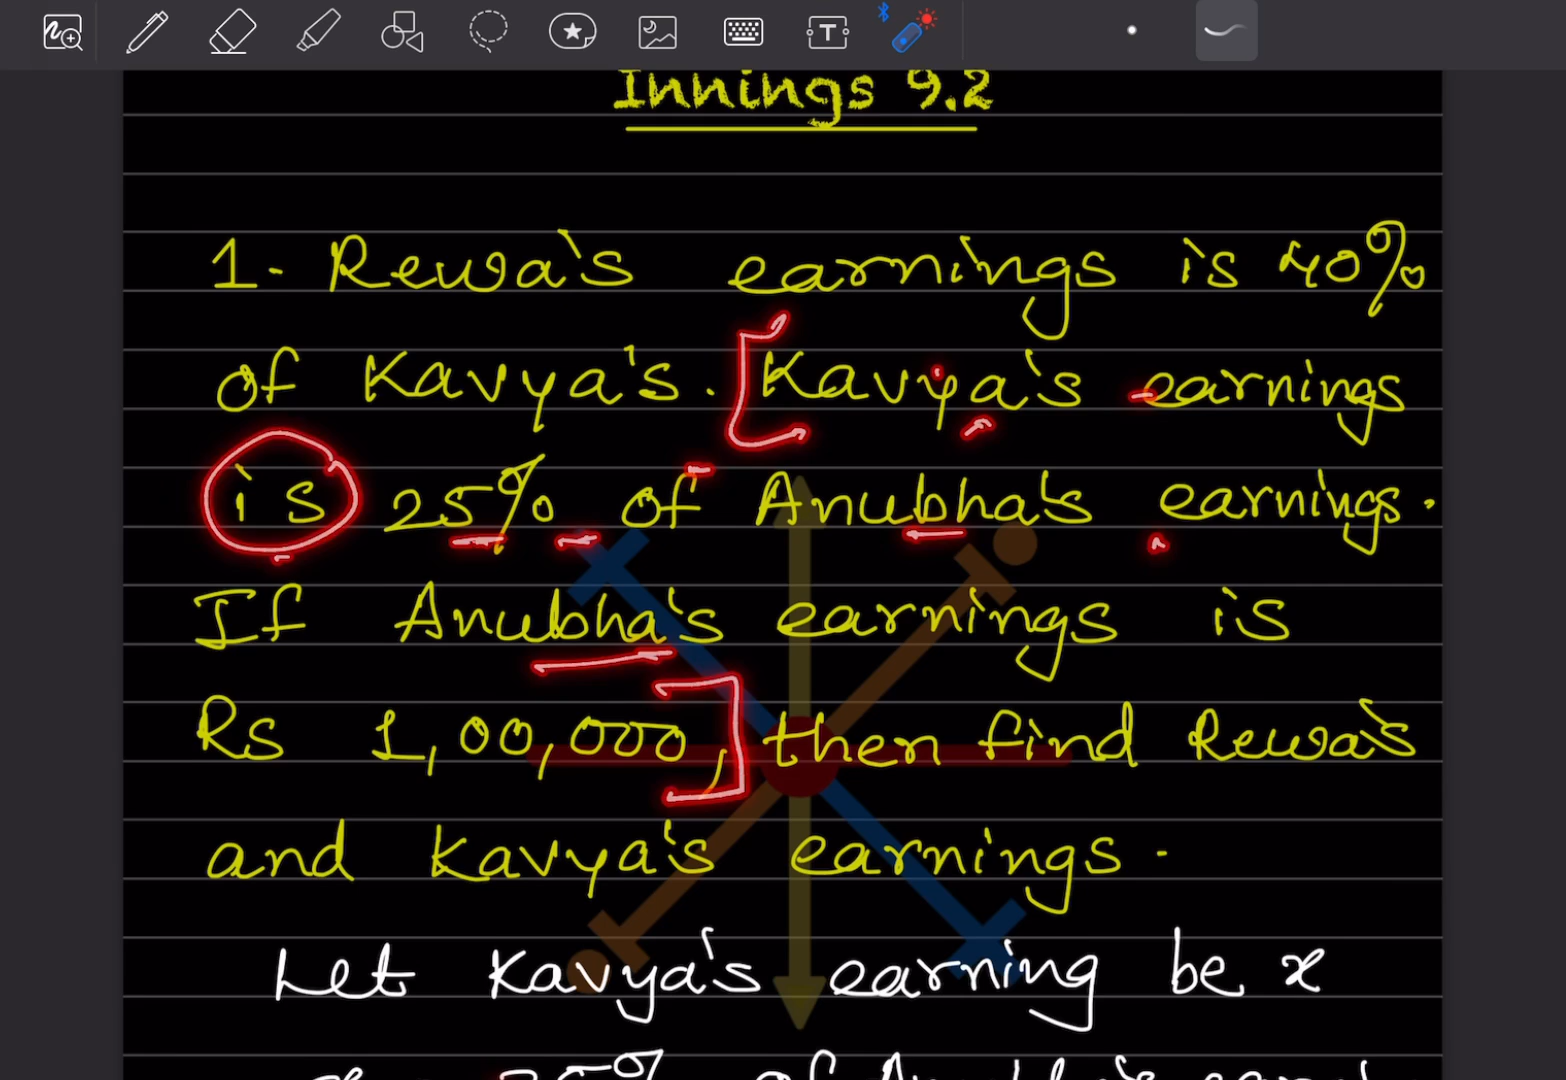 Innings 9.2
1. Rewa's earnings is 40%
of Kavya's. Kavya's earnings
is 25% of Anubha's earnings.
If Anubha's earnings is
Rs 1,00,000, then find Rewa's
and Kavya's earnings.
Let Kavya's earning be x